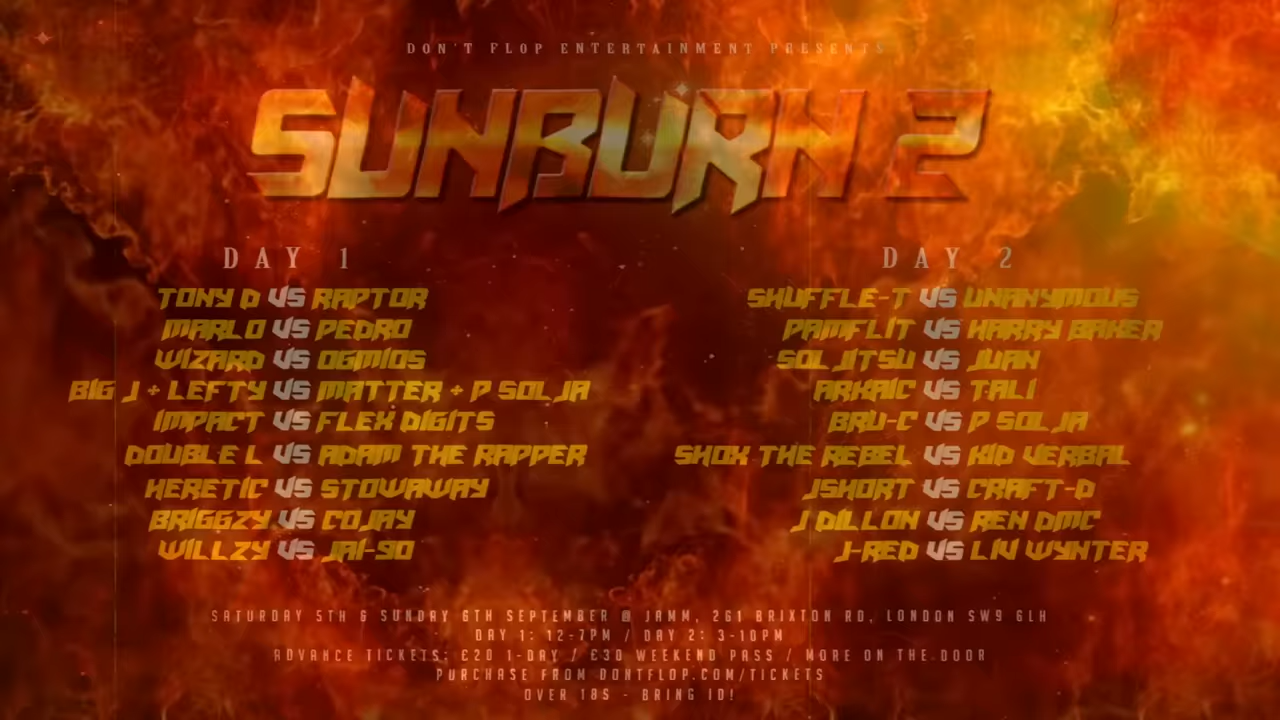 DON'T FLOP ENTERTAINMENT PRESENTS
SUNBURN 2
DAY 1
TONY D VS RAPTOR
MARLO VS PEDRO
WIZARD VS OGMIOS
BIG J + LEFTY VS MATTER + P SOLJA
IMPACT VS FLEX DIGITS
DOUBLE L VS ADAM THE RAPPER
HERETIC VS STOWAWAY
BRIGGZY VS COJAY
WILLZY VS JAI-90
DAY 2
SHUFFLE-T VS UNANYMOUS
PAMFLIT VS HARRY BAKER
SOLJITSU VS JUAN
ARKAIC VS TALI
BRU-C VS P SOLJA
SHOX THE REBEL VS KID VERBAL
JSHORT VS CRAFT-D
J DILLON VS REN DMC
J-RED VS LIV WYNTER
SATURDAY 5TH & SUNDAY 6TH SEPTEMBER @ JAMM, 261 BRIXTON RD, LONDON SW9 6LH
DAY 1: 12-7PM / DAY 2: 3-10PM
ADVANCE TICKETS: £20 1-DAY / £30 WEEKEND PASS / MORE ON THE DOOR
PURCHASE FROM DONTFLOP.COM/TICKETS
OVER 18S - BRING ID!